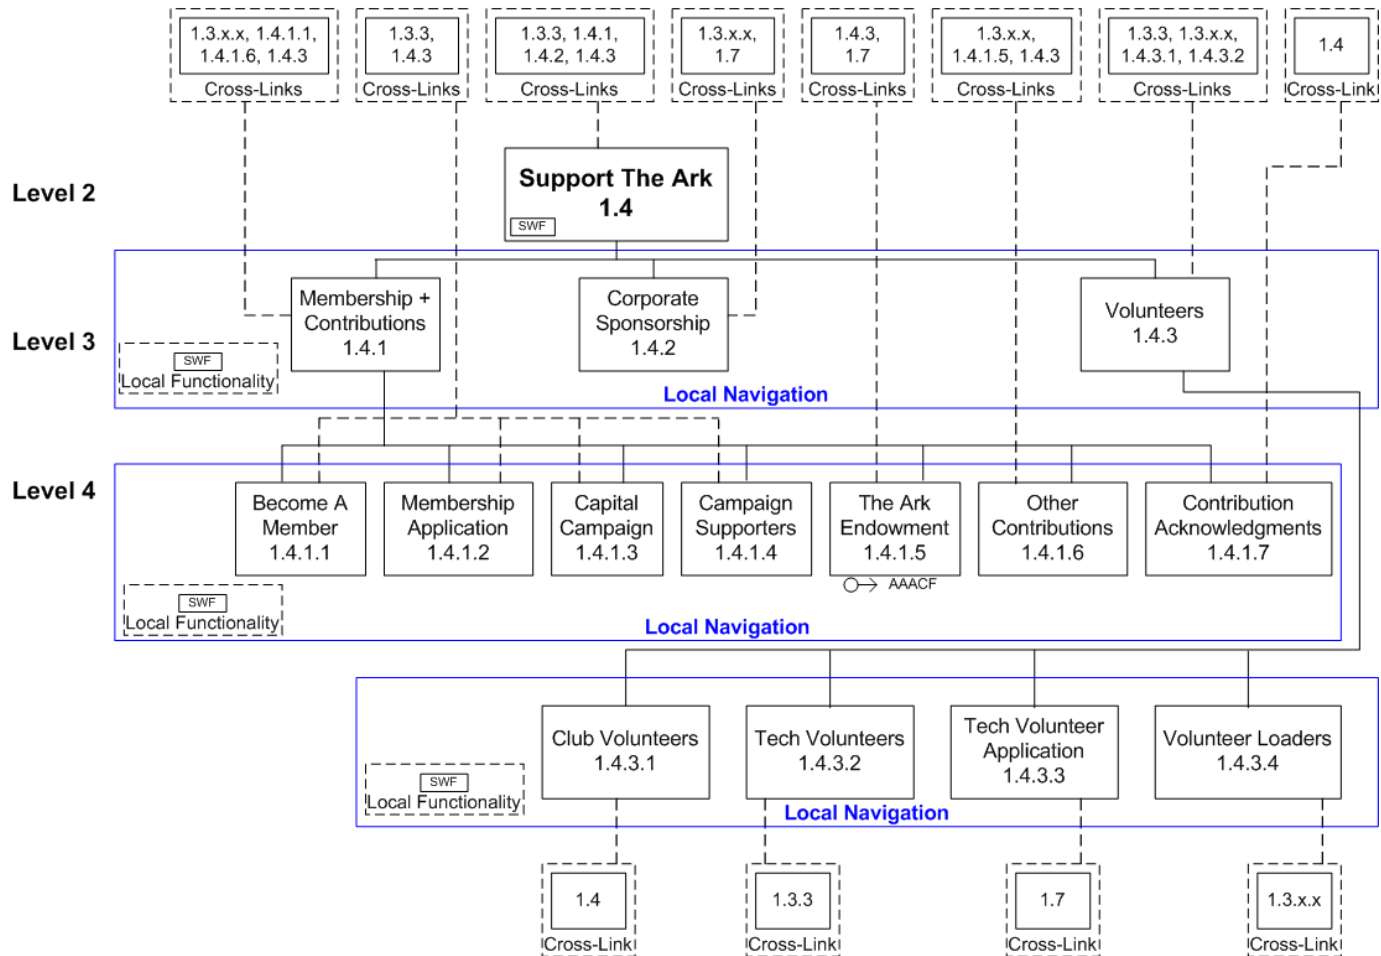 1.3.x.x, 1.4.1.1,
1.4.1.6, 1.4.3
Cross-Links
1.3.3,
1.4.3
Cross-Links
1.3.3, 1.4.1,
1.4.2, 1.4.3
Cross-Links
1.3.x.x,
1.7
Cross-Links
1.4.3,
1.7
Cross-Links
1.3.x.x,
1.4.1.5, 1.4.3
Cross-Links
1.3.3, 1.3.x.x,
1.4.3.1, 1.4.3.2
Cross-Links
1.4
Cross-Link
Level 2
Support The Ark
1.4
SWF
Level 3
Membership +
Contributions
1.4.1
Corporate
Sponsorship
1.4.2
Volunteers
1.4.3
SWF
Local Functionality
Local Navigation
Level 4
Become A
Member
1.4.1.1
Membership
Application
1.4.1.2
Capital
Campaign
1.4.1.3
Campaign
Supporters
1.4.1.4
The Ark
Endowment
1.4.1.5
AAACF
Other
Contributions
1.4.1.6
Contribution
Acknowledgments
1.4.1.7
SWF
Local Functionality
Local Navigation
Club Volunteers
1.4.3.1
Tech Volunteers
1.4.3.2
Tech Volunteer
Application
1.4.3.3
Volunteer Loaders
1.4.3.4
SWF
Local Functionality
Local Navigation
1.4
Cross-Link
1.3.3
Cross-Link
1.7
Cross-Link
1.3.x.x
Cross-Link